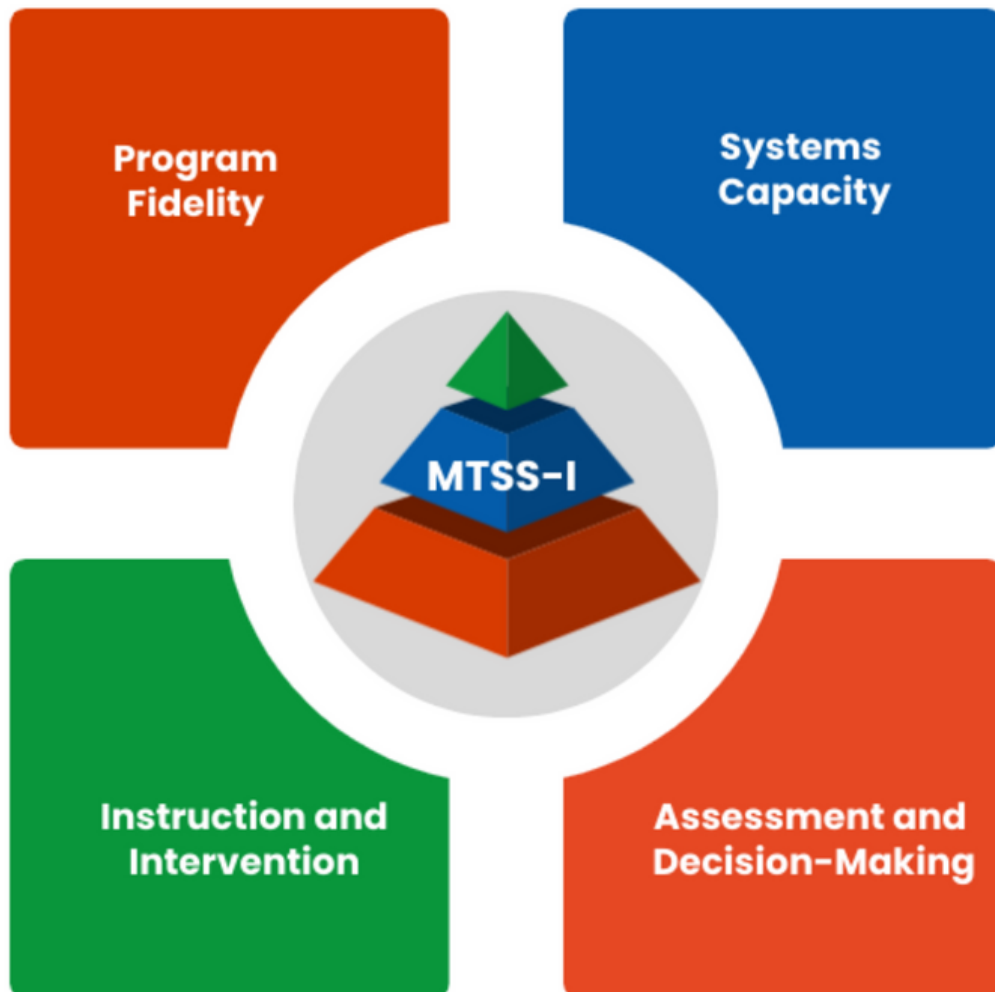 Program
Fidelity
Systems
Capacity
MTSS-I
Instruction and
Intervention
Assessment and
Decision-Making